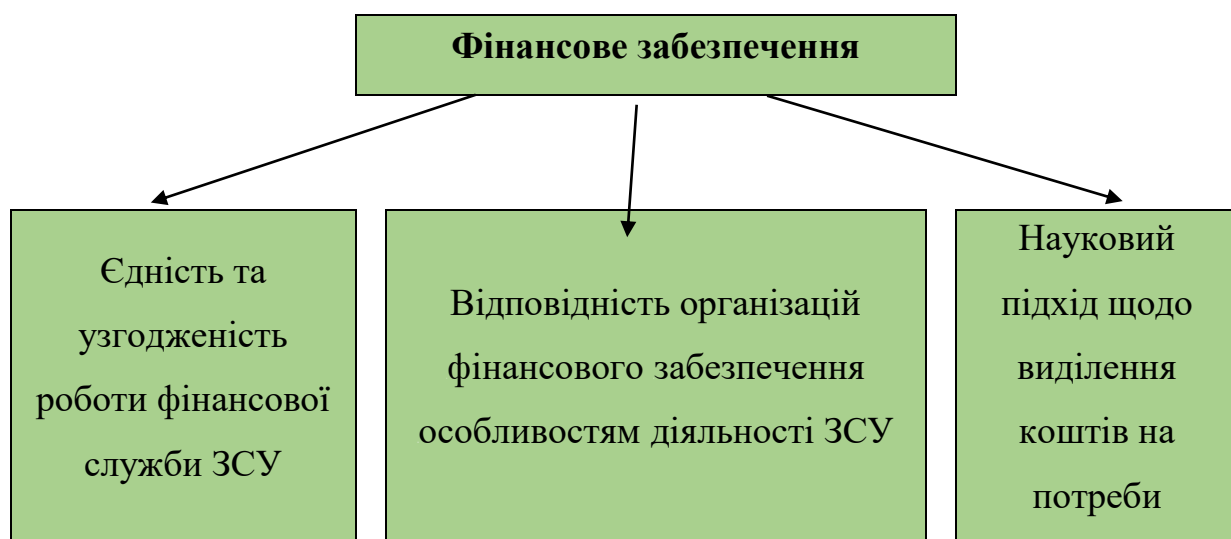 Фінансове забезпечення
Єдність та
узгодженість
роботи фінансової
служби ЗСУ
Відповідність організацій
фінансового забезпечення
особливостям діяльності ЗСУ
Науковий
підхід щодо
виділення
коштів на
потреби